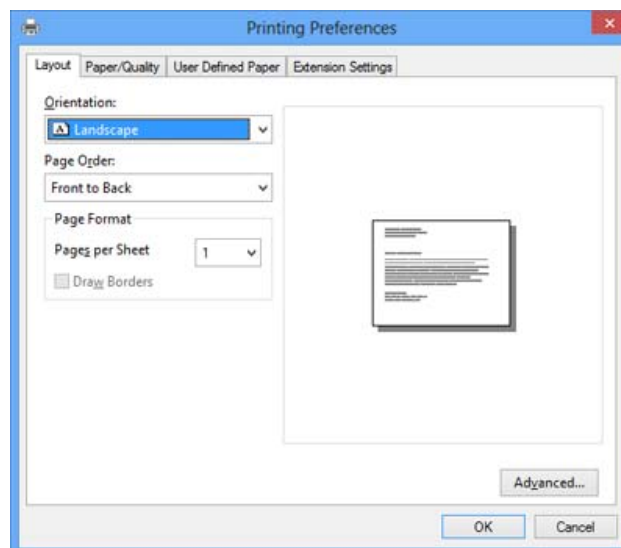 Printing Preferences
Layout
Paper/Quality
User Defined Paper
Extension Settings
Orientation:
A Landscape
Page Order:
Front to Back
Page Format
Pages per Sheet
1
Draw Borders
Advanced...
OK
Cancel